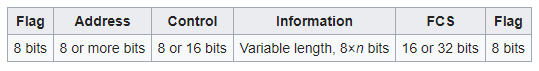 Flag Address Control Information FCS Flag
8 bits 8 or more bits 8 or 16 bits Variable length, 8×n bits 16 or 32 bits 8 bits